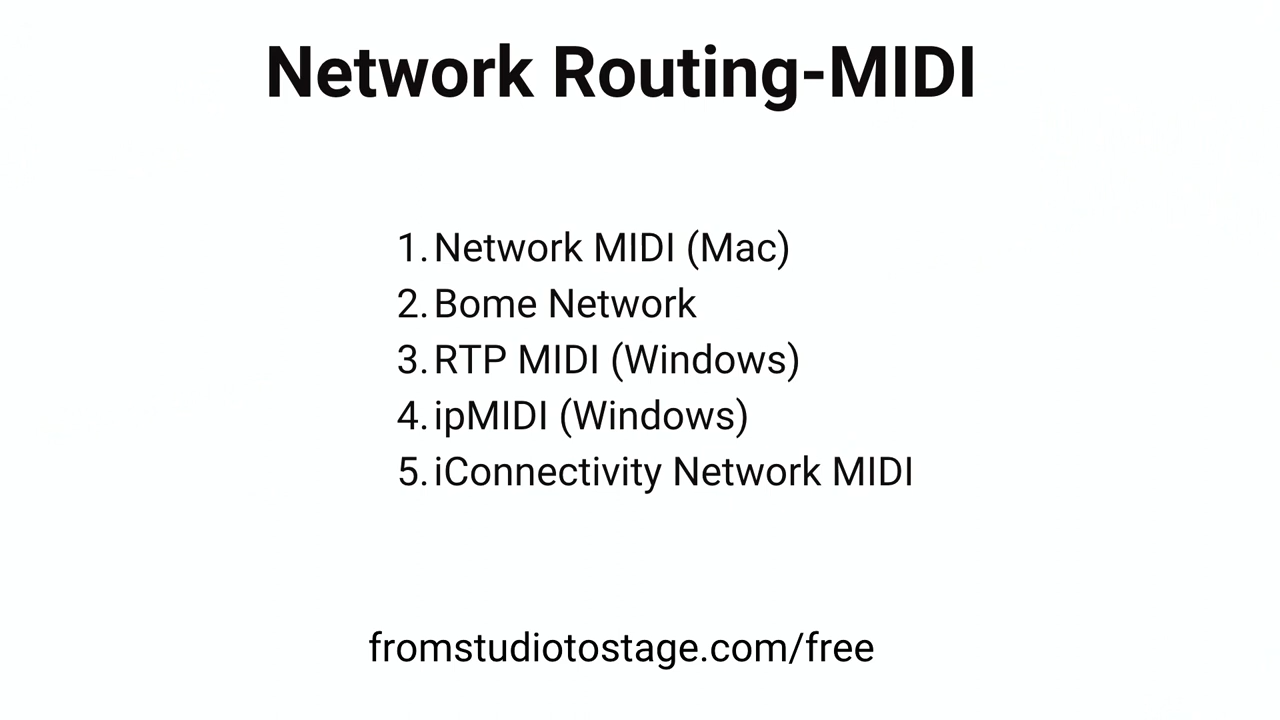 Network Routing-MIDI
1. Network MIDI (Mac)
2. Bome Network
3. RTP MIDI (Windows)
4. ipMIDI (Windows)
5. iConnectivity Network MIDI
fromstudiotostage.com/free